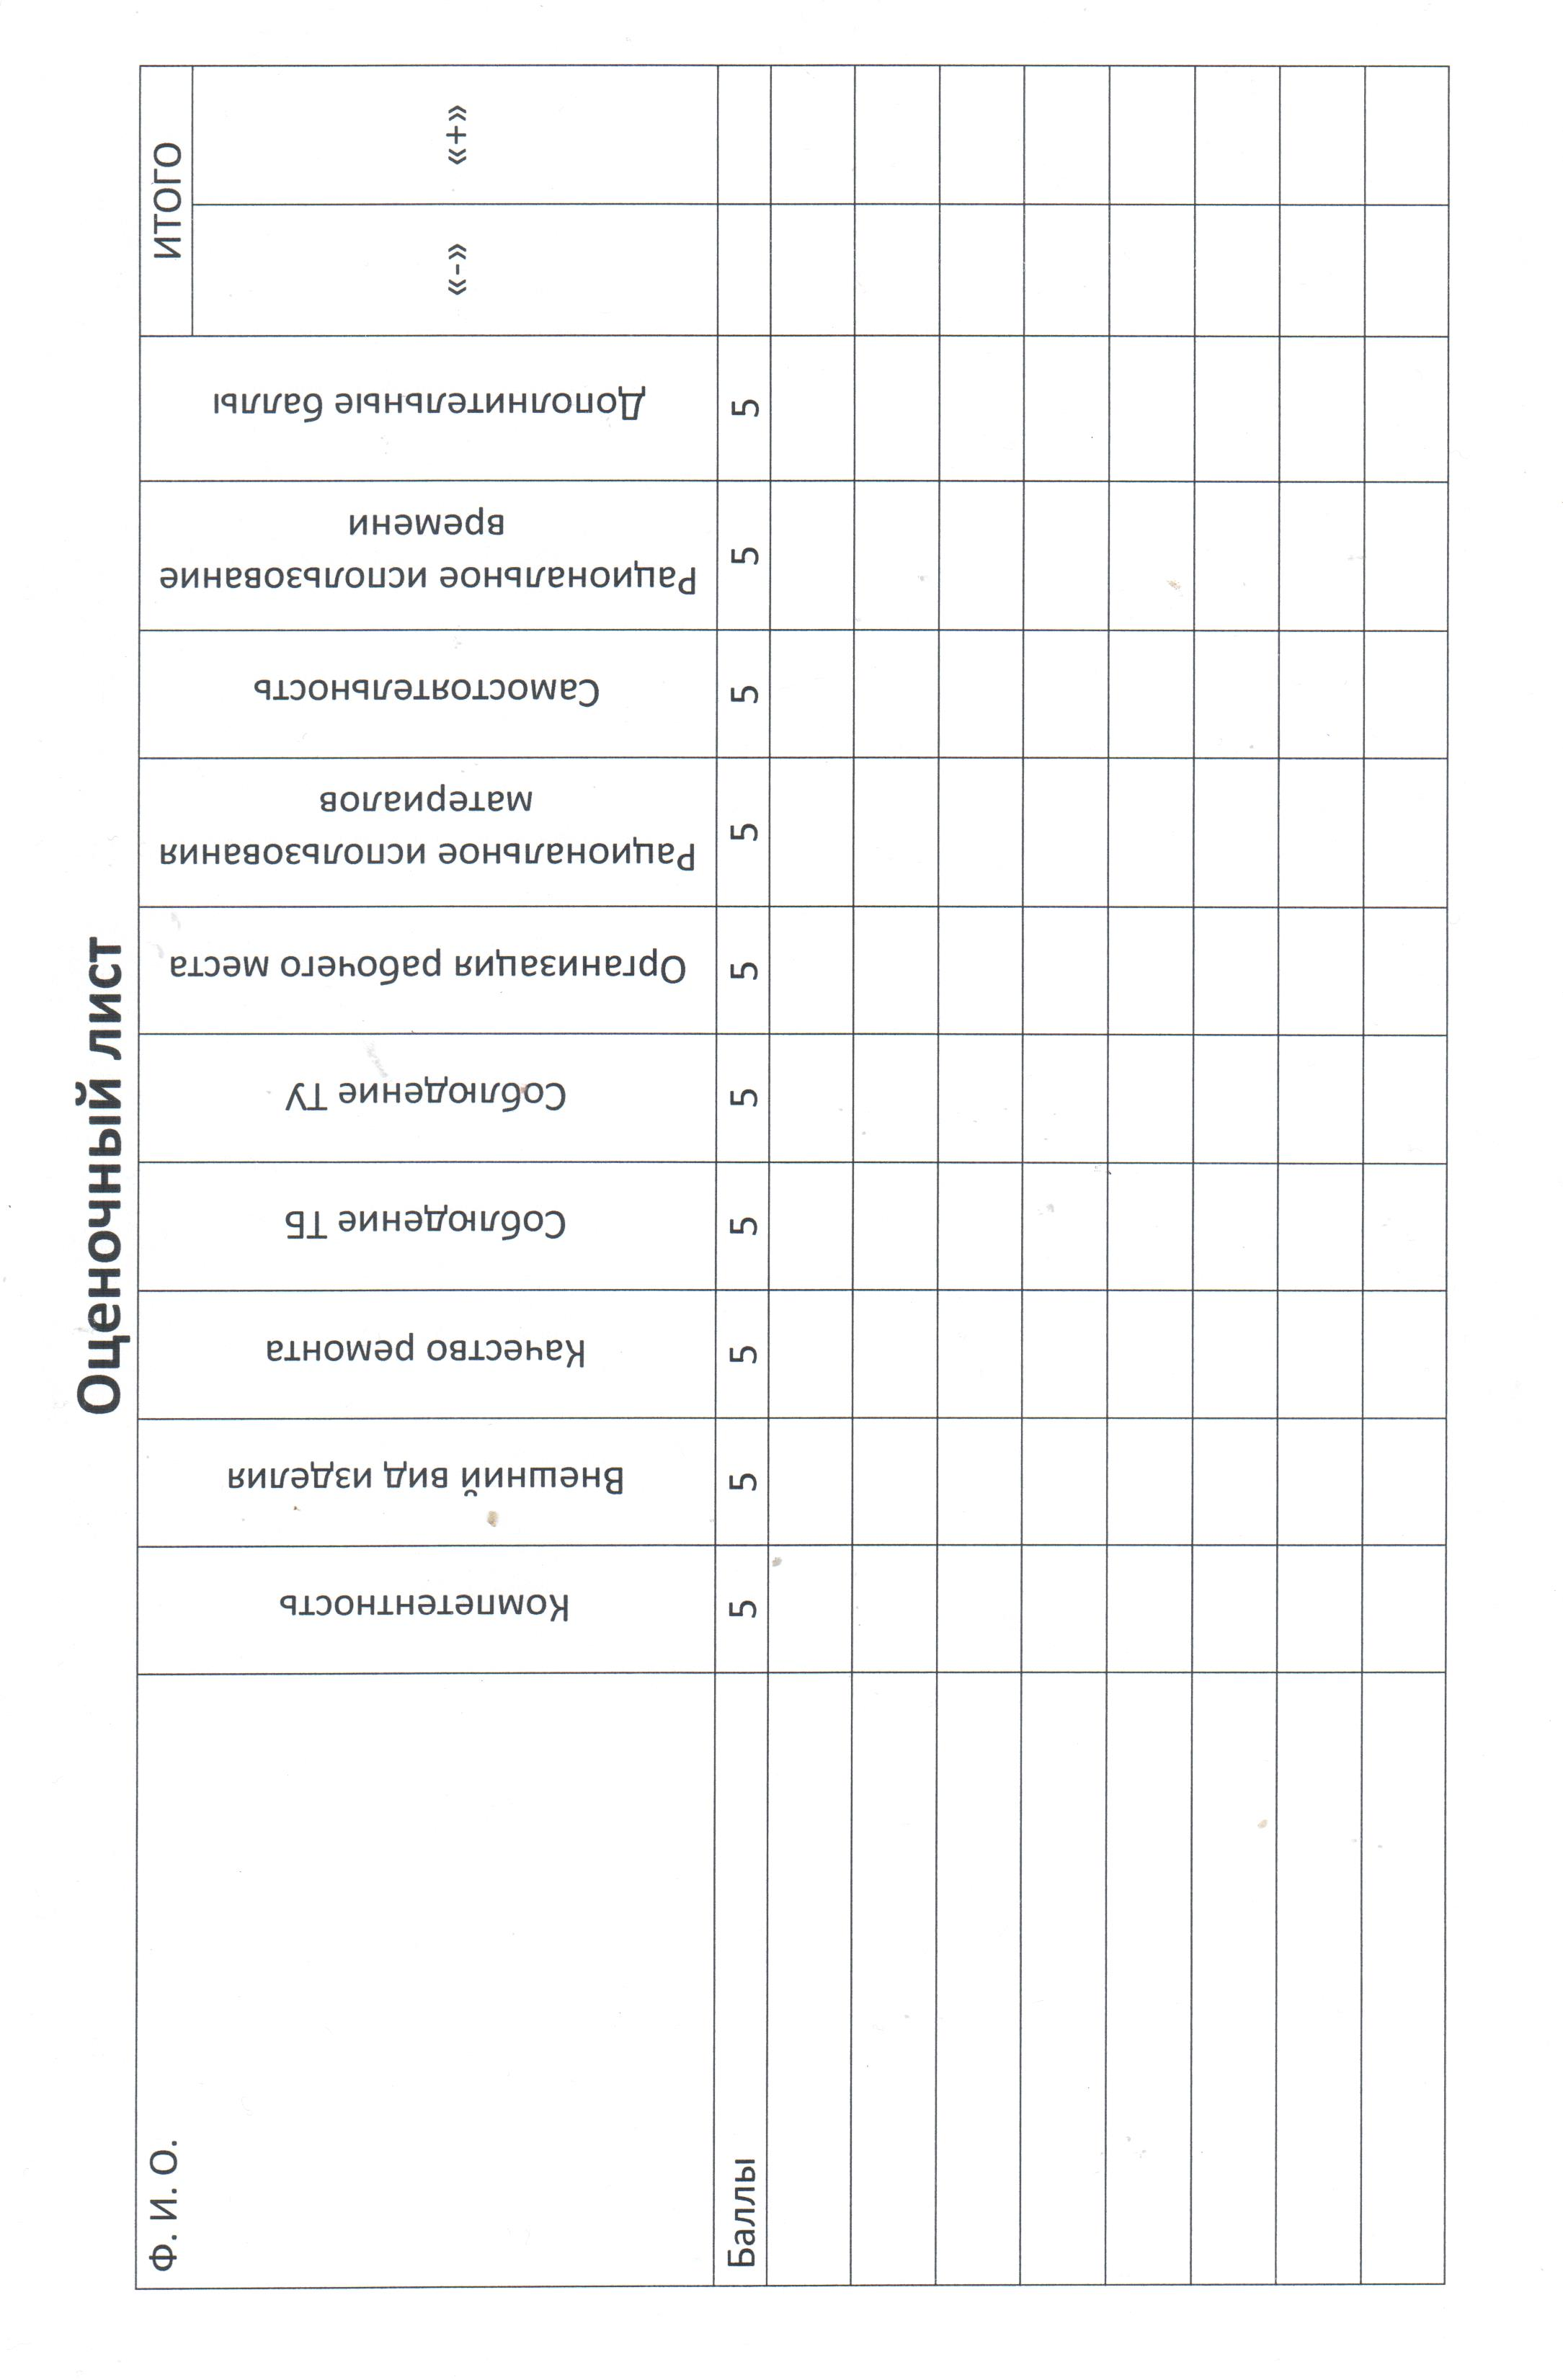 Оценочный лист
Ф. И. О.
Компетентность
Внешний вид изделия
Качество ремонта
Соблюдение ТБ
Соблюдение ТУ
Организация рабочего места
Рациональное использования
материалов
Самостоятельность
Рациональное использование
времени
Дополнительные баллы
ИТОГО
«-»
«+»
Баллы 5 5 5 5 5 5 5 5 5 5